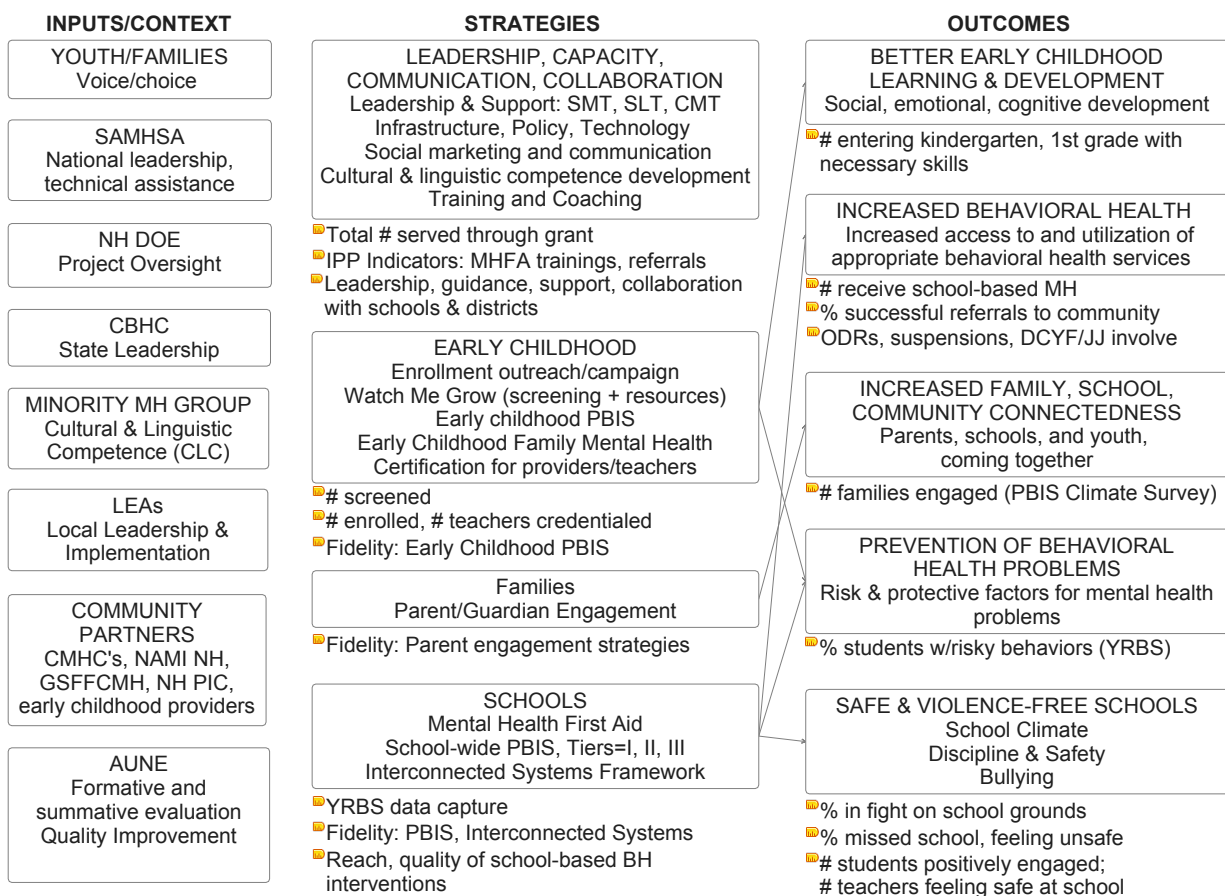 INPUTS/CONTEXT
YOUTH/FAMILIES
Voice/choice
SAMHSA
National leadership,
technical assistance
NH DOE
Project Oversight
CBHC
State Leadership
MINORITY MH GROUP
Cultural & Linguistic
Competence (CLC)
LEAs
Local Leadership &
Implementation
COMMUNITY
PARTNERS
CMHC's, NAMI NH,
GSFFCMH, NH PIC,
early childhood providers
AUNE
Formative and
summative evaluation
Quality Improvement
STRATEGIES
LEADERSHIP, CAPACITY,
COMMUNICATION, COLLABORATION
Leadership & Support: SMT, SLT, CMT
Infrastructure, Policy, Technology
Social marketing and communication
Cultural & linguistic competence development
Training and Coaching
Total # served through grant
IPP Indicators: MHFA trainings, referrals
Leadership, guidance, support, collaboration
with schools & districts
EARLY CHILDHOOD
Enrollment outreach/campaign
Watch Me Grow (screening + resources)
Early childhood PBIS
Early Childhood Family Mental Health
Certification for providers/teachers
# screened
# enrolled, # teachers credentialed
Fidelity: Early Childhood PBIS
Families
Parent/Guardian Engagement
Fidelity: Parent engagement strategies
SCHOOLS
Mental Health First Aid
School-wide PBIS, Tiers=I, II, III
Interconnected Systems Framework
YRBS data capture
Fidelity: PBIS, Interconnected Systems
Reach, quality of school-based BH
interventions
OUTCOMES
BETTER EARLY CHILDHOOD
LEARNING & DEVELOPMENT
Social, emotional, cognitive development
# entering kindergarten, 1st grade with
necessary skills
INCREASED BEHAVIORAL HEALTH
Increased access to and utilization of
appropriate behavioral health services
# receive school-based MH
% successful referrals to community
ODRs, suspensions, DCYF/JJ involve
INCREASED FAMILY, SCHOOL,
COMMUNITY CONNECTEDNESS
Parents, schools, and youth,
coming together
# families engaged (PBIS Climate Survey)
PREVENTION OF BEHAVIORAL
HEALTH PROBLEMS
Risk & protective factors for mental health
problems
% students w/risky behaviors (YRBS)
SAFE & VIOLENCE-FREE SCHOOLS
School Climate
Discipline & Safety
Bullying
% in fight on school grounds
% missed school, feeling unsafe
# students positively engaged;
# teachers feeling safe at school